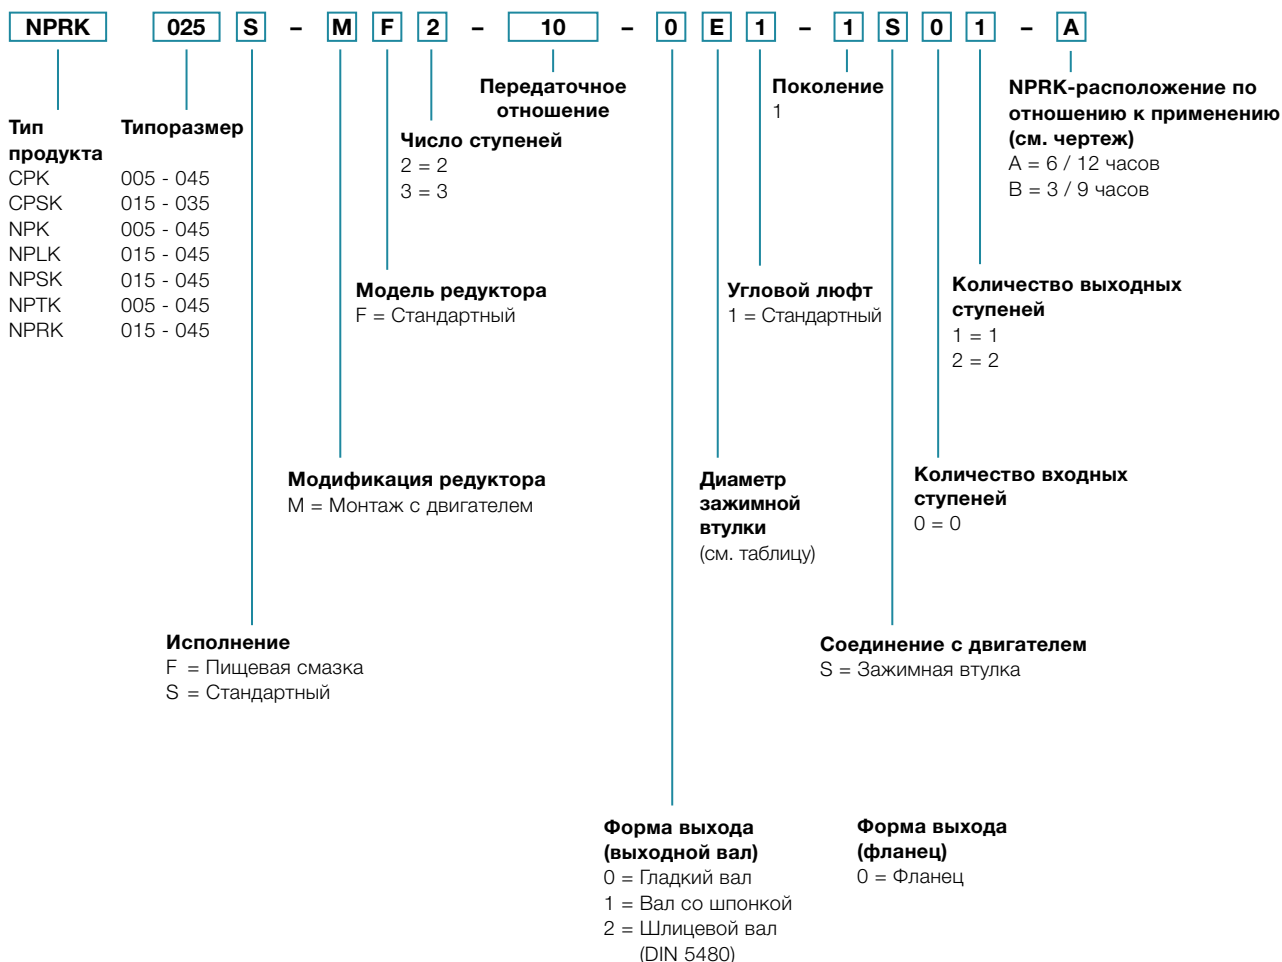 NPRK 025 S – M F 2 – 10 – 0 E 1 – 1 S 0 1 – A
Тип
продукта
CPK
CPSK
NPK
NPLK
NPSK
NPTK
NPRK
Типоразмер
005 - 045
015 - 035
005 - 045
015 - 045
015 - 045
005 - 045
015 - 045
Передаточное
отношение
Число ступеней
2 = 2
3 = 3
Поколение
1
NPRK-расположение по
отношению к применению
(см. чертеж)
A = 6 / 12 часов
B = 3 / 9 часов
Модель редуктора
F = Стандартный
Угловой люфт
1 = Стандартный
Количество выходных
ступеней
1 = 1
2 = 2
Модификация редуктора
M = Монтаж с двигателем
Диаметр
зажимной
втулки
(см. таблицу)
Количество входных
ступеней
0 = 0
Исполнение
F = Пищевая смазка
S = Стандартный
Соединение с двигателем
S = Зажимная втулка
Форма выхода
(выходной вал)
0 = Гладкий вал
1 = Вал со шпонкой
2 = Шлицевой вал
(DIN 5480)
Форма выхода
(фланец)
0 = Фланец